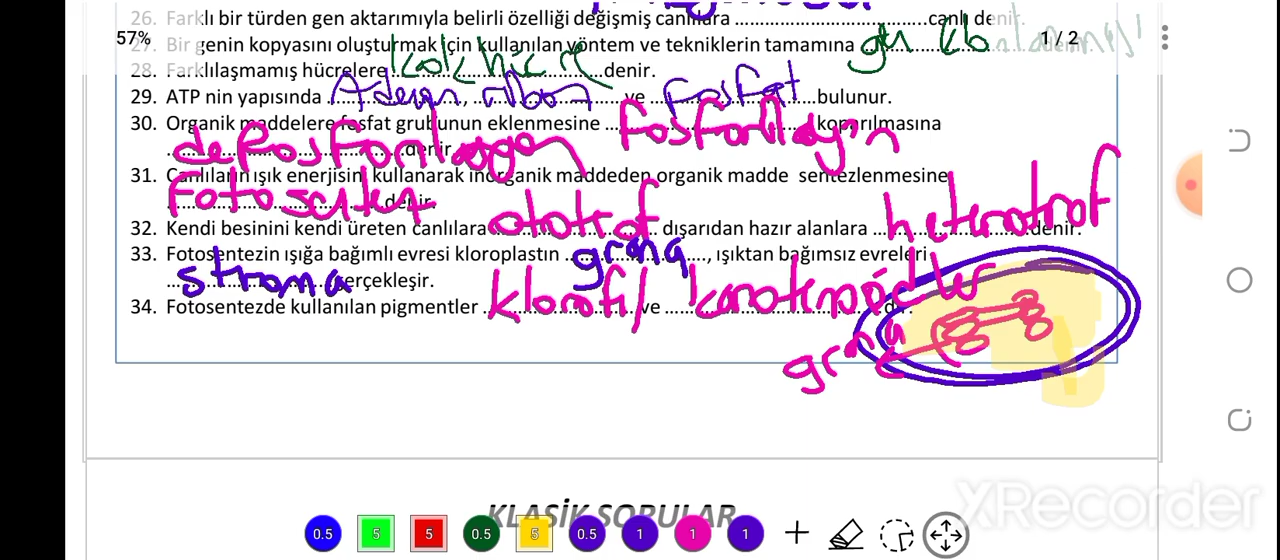 26. Farklı bir türden gen aktarımıyla belirli özelliği değişmiş canlılara ........................................canlı denir.
57%
1 / 2
27. Bir genin kopyasını oluşturmak için kullanılan yöntem ve tekniklerin tamamına gen
28. Farklılaşmamış hücrelere kök hücre denir.
29. ATP nin yapısında Adenin, riboz ve fosfat bulunur.
30. Organik maddelere fosfat grubunun eklenmesine fosforilasyon koparılmasına
defosforilasyon denir.
31. Canlıların ışık enerjisini kullanarak inorganik maddeden organik madde sentezlenmesine
fotosentez denir.
32. Kendi besinini kendi üreten canlılara ototrof dışarıdan hazır alanlara heterotrof denir.
33. Fotosentezin ışığa bağımlı evresi kloroplastın grana, ışıktan bağımsız evreleri
stroma gerçekleşir.
34. Fotosentezde kullanılan pigmentler klorofil ve karotenoidler dir.
grana
KLASİK SORULAR
0.5 5 5 0.5 5 0.5 1 1 1
XRecorder